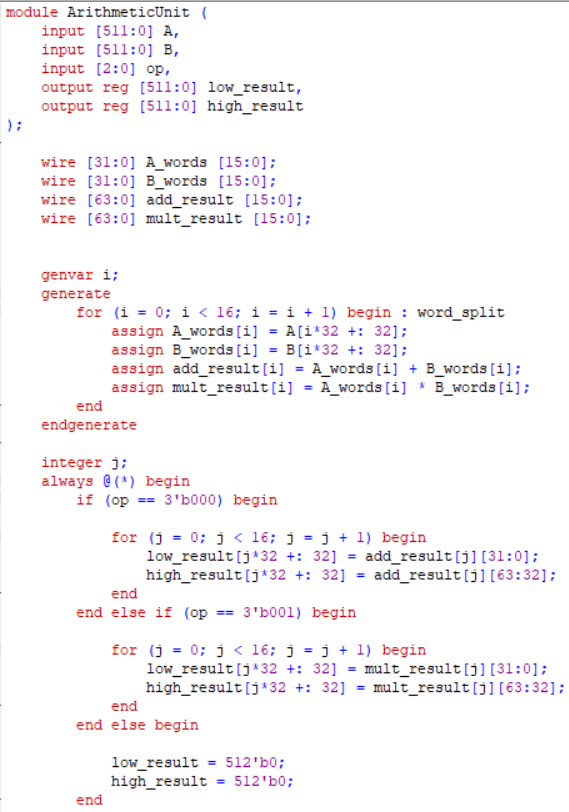 module ArithmeticUnit (
    input [511:0] A,
    input [511:0] B,
    input [2:0] op,
    output reg [511:0] low_result,
    output reg [511:0] high_result
);
    wire [31:0] A_words [15:0];
    wire [31:0] B_words [15:0];
    wire [63:0] add_result [15:0];
    wire [63:0] mult_result [15:0];
    genvar i;
    generate
        for (i = 0; i < 16; i = i + 1) begin : word_split
            assign A_words[i] = A[i*32 +: 32];
            assign B_words[i] = B[i*32 +: 32];
            assign add_result[i] = A_words[i] + B_words[i];
            assign mult_result[i] = A_words[i] * B_words[i];
        end
    endgenerate
    integer j;
    always @(*) begin
        if (op == 3'b000) begin
            for (j = 0; j < 16; j = j + 1) begin
                low_result[j*32 +: 32] = add_result[j][31:0];
                high_result[j*32 +: 32] = add_result[j][63:32];
            end
        end else if (op == 3'b001) begin
            for (j = 0; j < 16; j = j + 1) begin
                low_result[j*32 +: 32] = mult_result[j][31:0];
                high_result[j*32 +: 32] = mult_result[j][63:32];
            end
        end else begin
            low_result = 512'b0;
            high_result = 512'b0;
        end